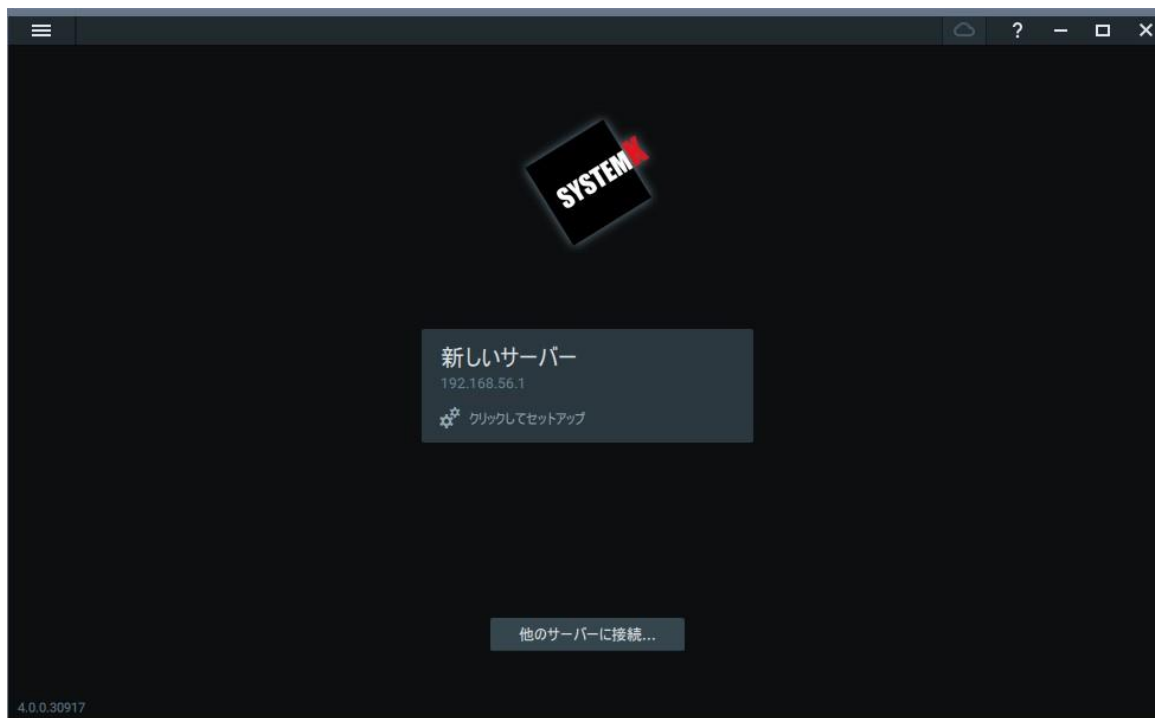 ?
SYSTEMK
新しいサーバー
192.168.56.1
クリックしてセットアップ
他のサーバーに接続...
4.0.0.30917